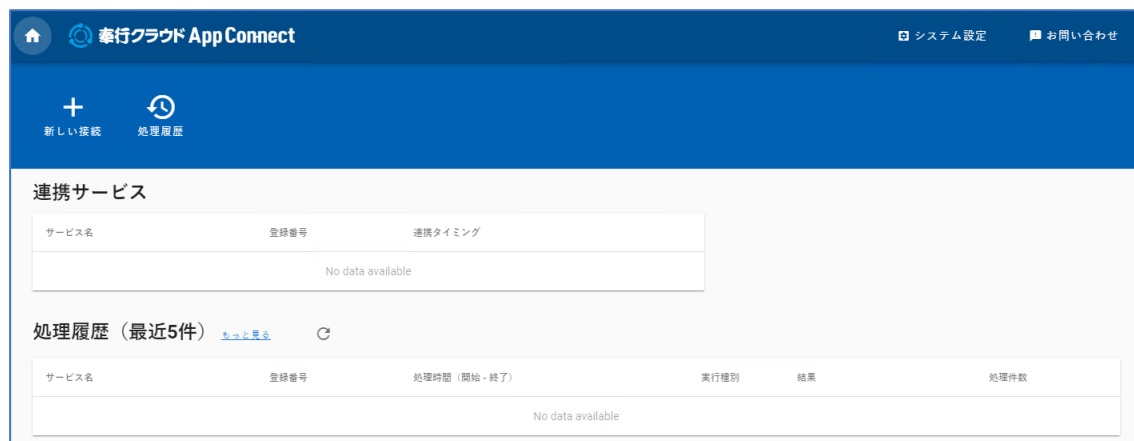 奉行クラウド App Connect システム設定 お問い合わせ
新しい接続 処理履歴
連携サービス
サービス名 登録番号 連携タイミング
No data available
処理履歴（最近5件） もっと見る
サービス名 登録番号 処理時間（開始 - 終了） 実行種別 結果 処理件数
No data available